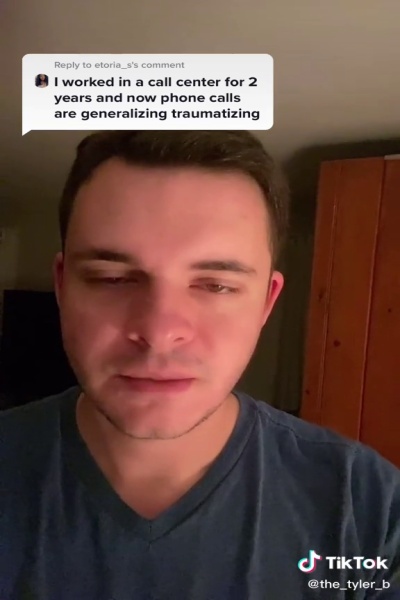 Reply to etoria_s's comment
I worked in a call center for 2
years and now phone calls
are generalizing traumatizing
TikTok
@the_tyler_b